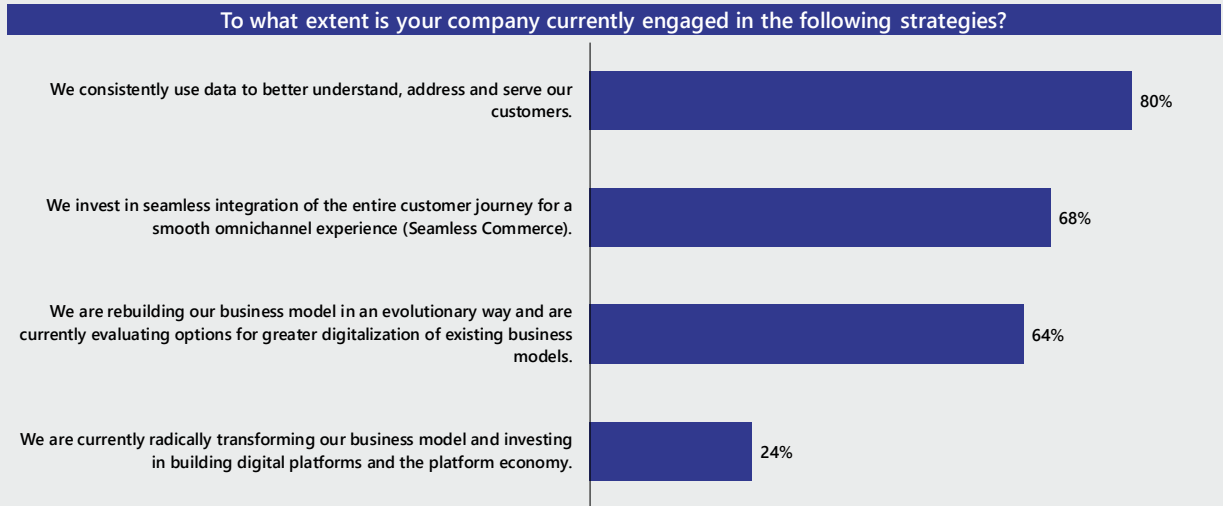 To what extent is your company currently engaged in the following strategies?
We consistently use data to better understand, address and serve our
customers.
80%
We invest in seamless integration of the entire customer journey for a
smooth omnichannel experience (Seamless Commerce).
68%
We are rebuilding our business model in an evolutionary way and are
currently evaluating options for greater digitalization of existing business
models.
64%
We are currently radically transforming our business model and investing
in building digital platforms and the platform economy.
24%